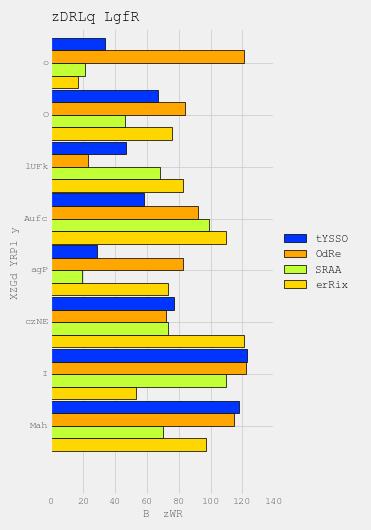 zDRLq LgfR
o
O
lUFk
Aufc
agP
czNE
I
Mah
XZGd YRPl y
0 20 40 60 80 100 120 140
B zWR
tYSSO
OdRe
SRAA
erRix